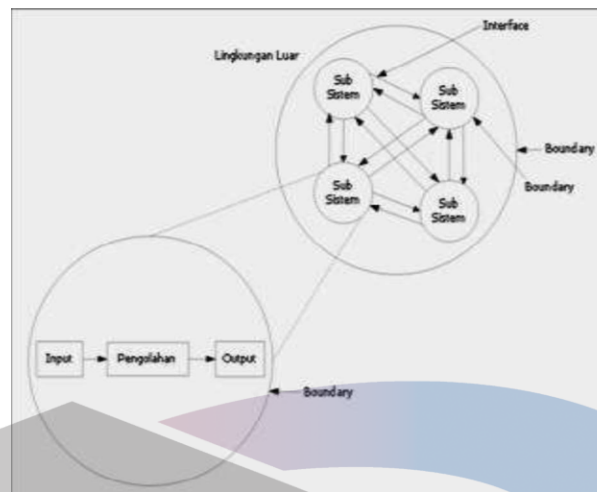 Interface
Lingkungan Luar
Sub
Sistem
Sub
Sistem
Boundary
Boundary
Sub
Sistem
Sub
Sistem
Input
Pengolahan
Output
Boundary